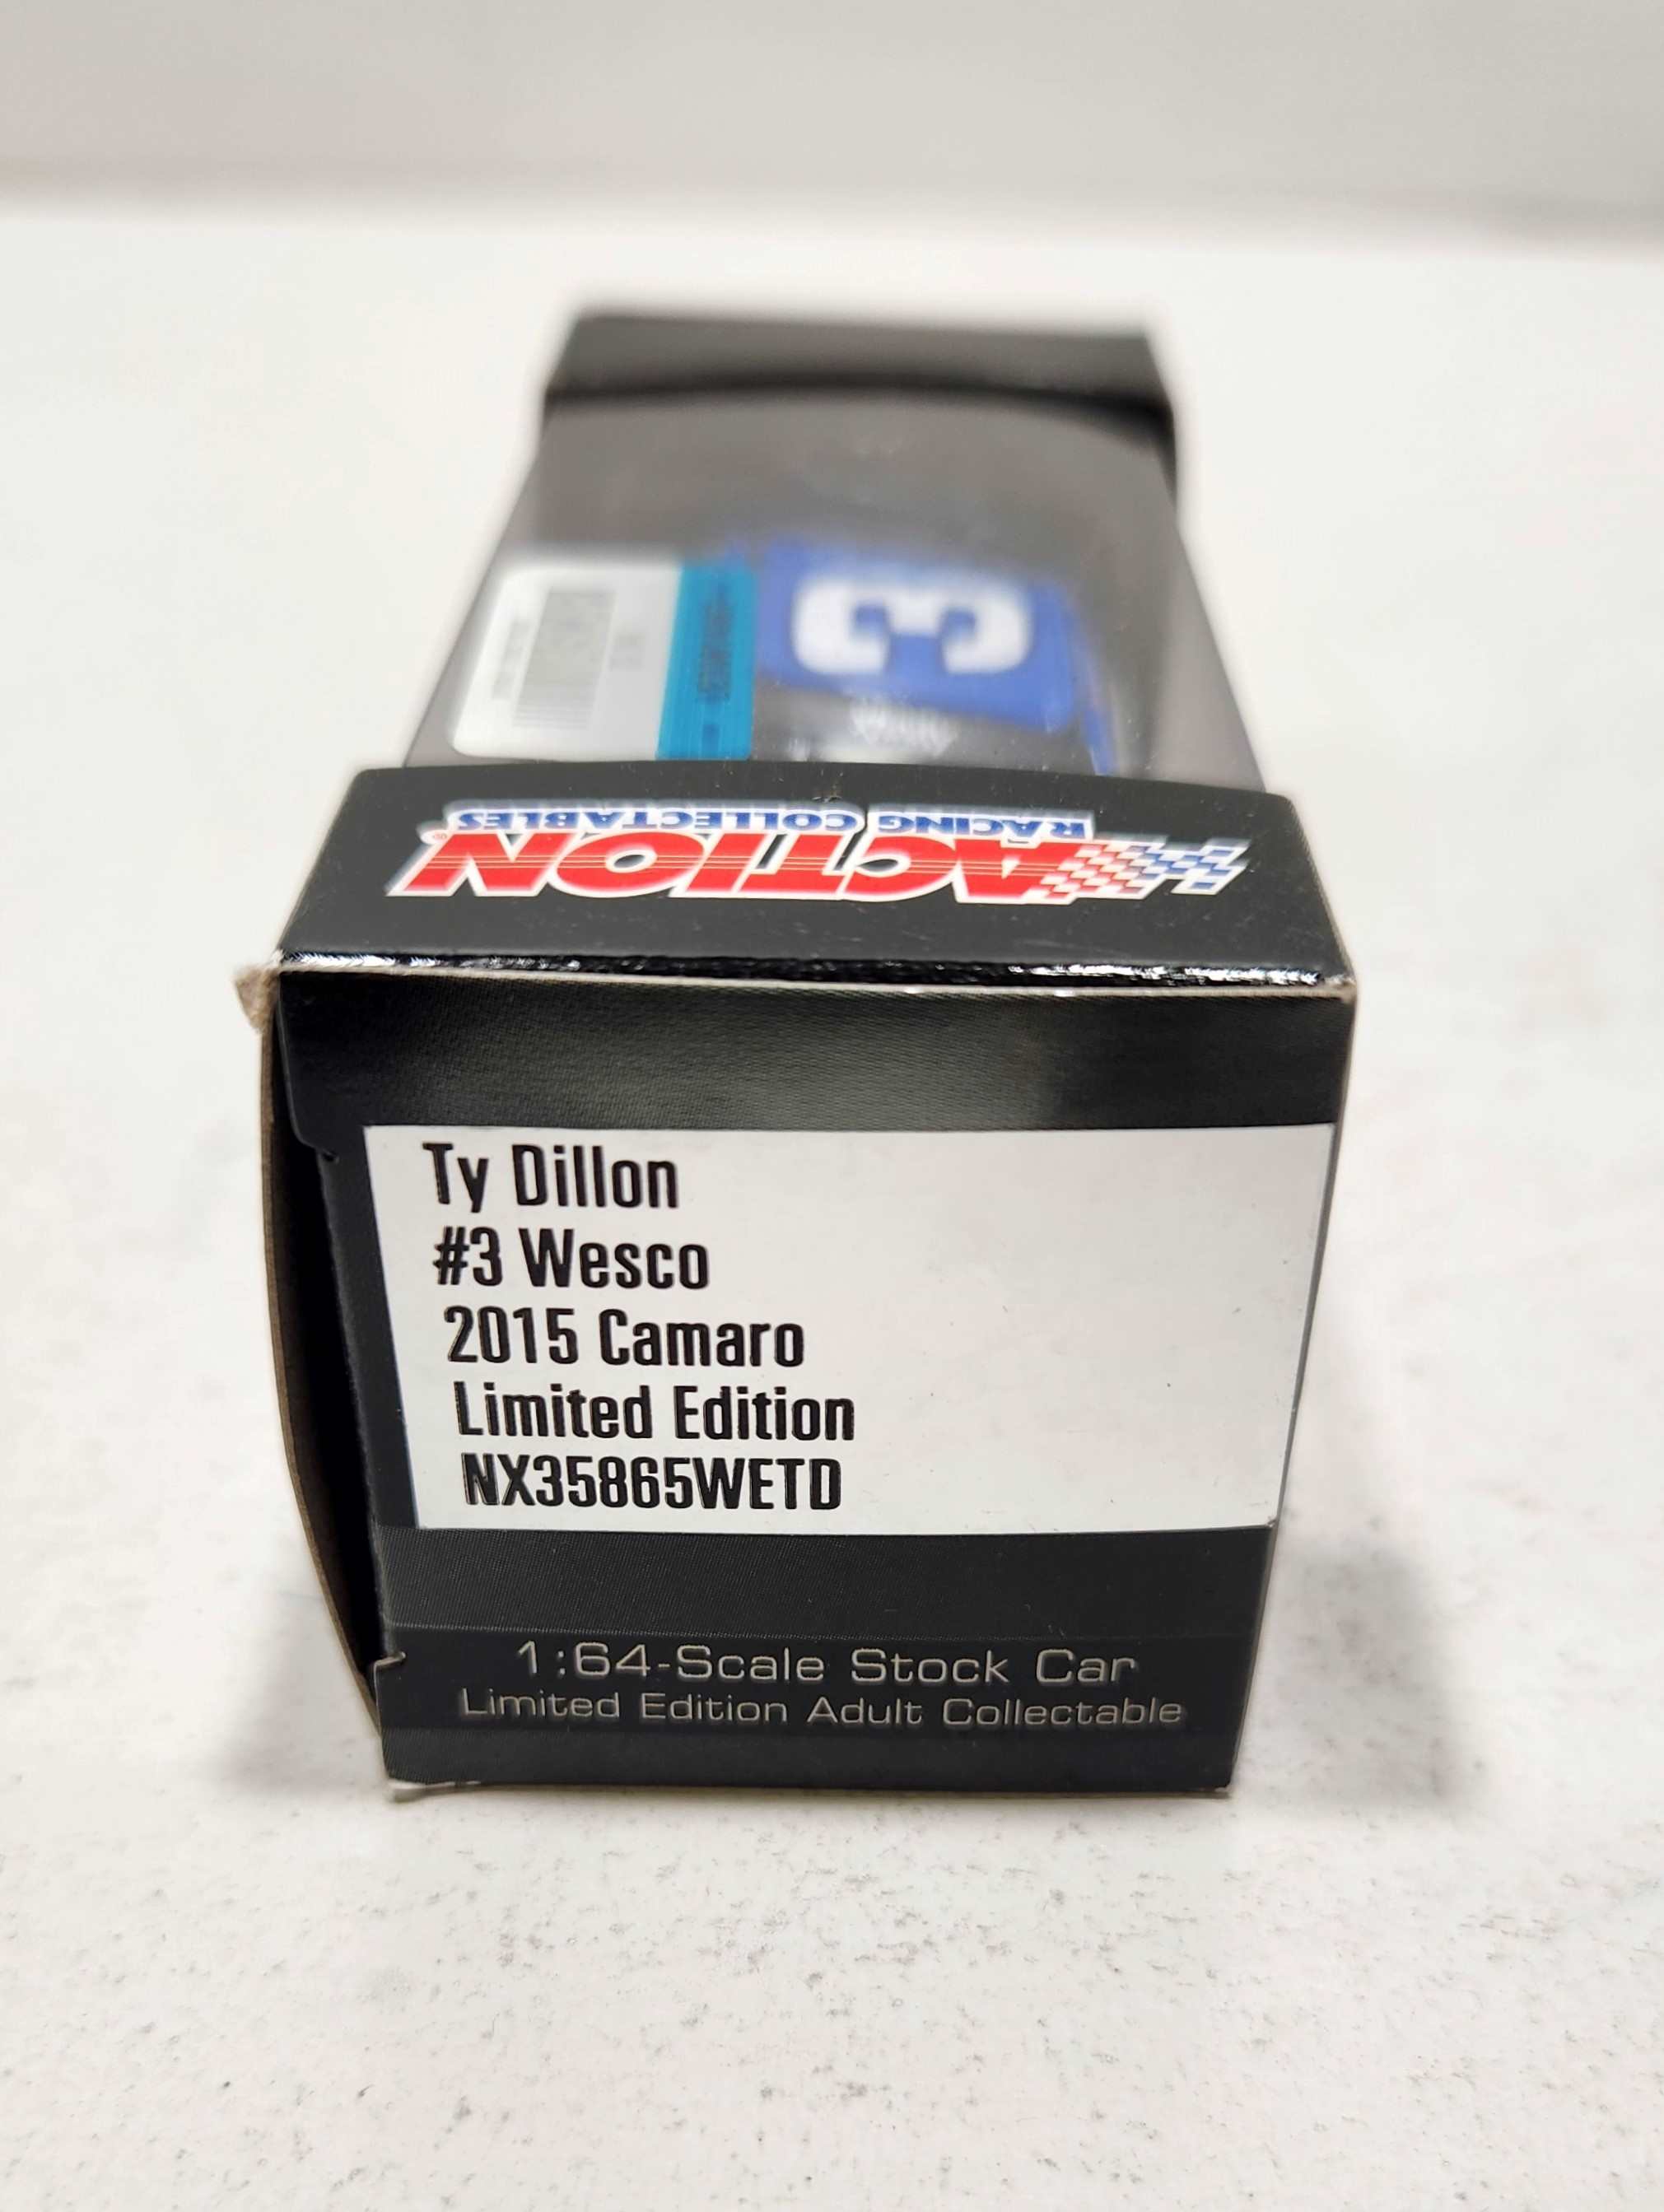 3
ACTION®
RACING COLLECTABLES
Ty Dillon
#3 Wesco
2015 Camaro
Limited Edition
NX35865WETD
1:64-Scale Stock Car
Limited Edition Adult Collectable